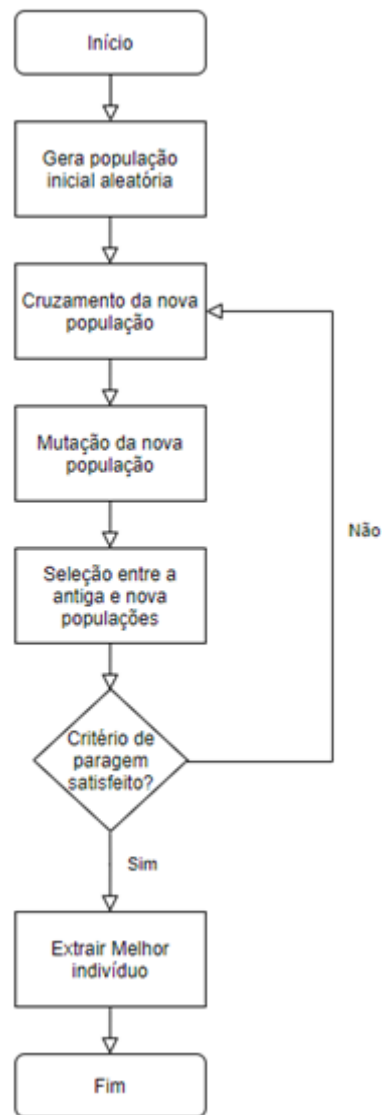 Início
Gera população
inicial aleatória
Cruzamento da nova
população
Mutação da nova
população
Seleção entre a
antiga e nova
populações
Não
Critério de
paragem
satisfeito?
Sim
Extrair Melhor
indivíduo
Fim